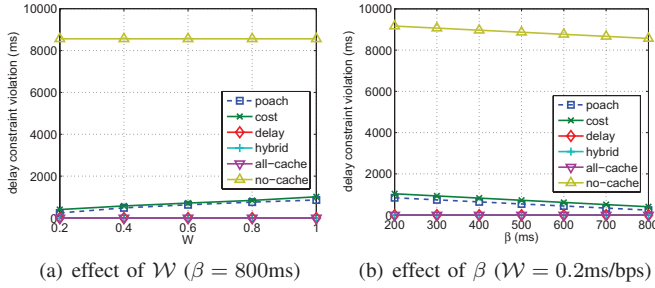 delay constraint violation (ms)
10000
8000
6000
4000
2000
0
poach
cost
delay
hybrid
all−cache
no−cache
0.2 0.4 0.6 0.8 1
W
(a) effect of 𝒲 (β = 800ms)
delay constraint violation (ms)
10000
8000
6000
4000
2000
0
poach
cost
delay
hybrid
all−cache
no−cache
200 300 400 500 600 700 800
β (ms)
(b) effect of β (𝒲 = 0.2ms/bps)